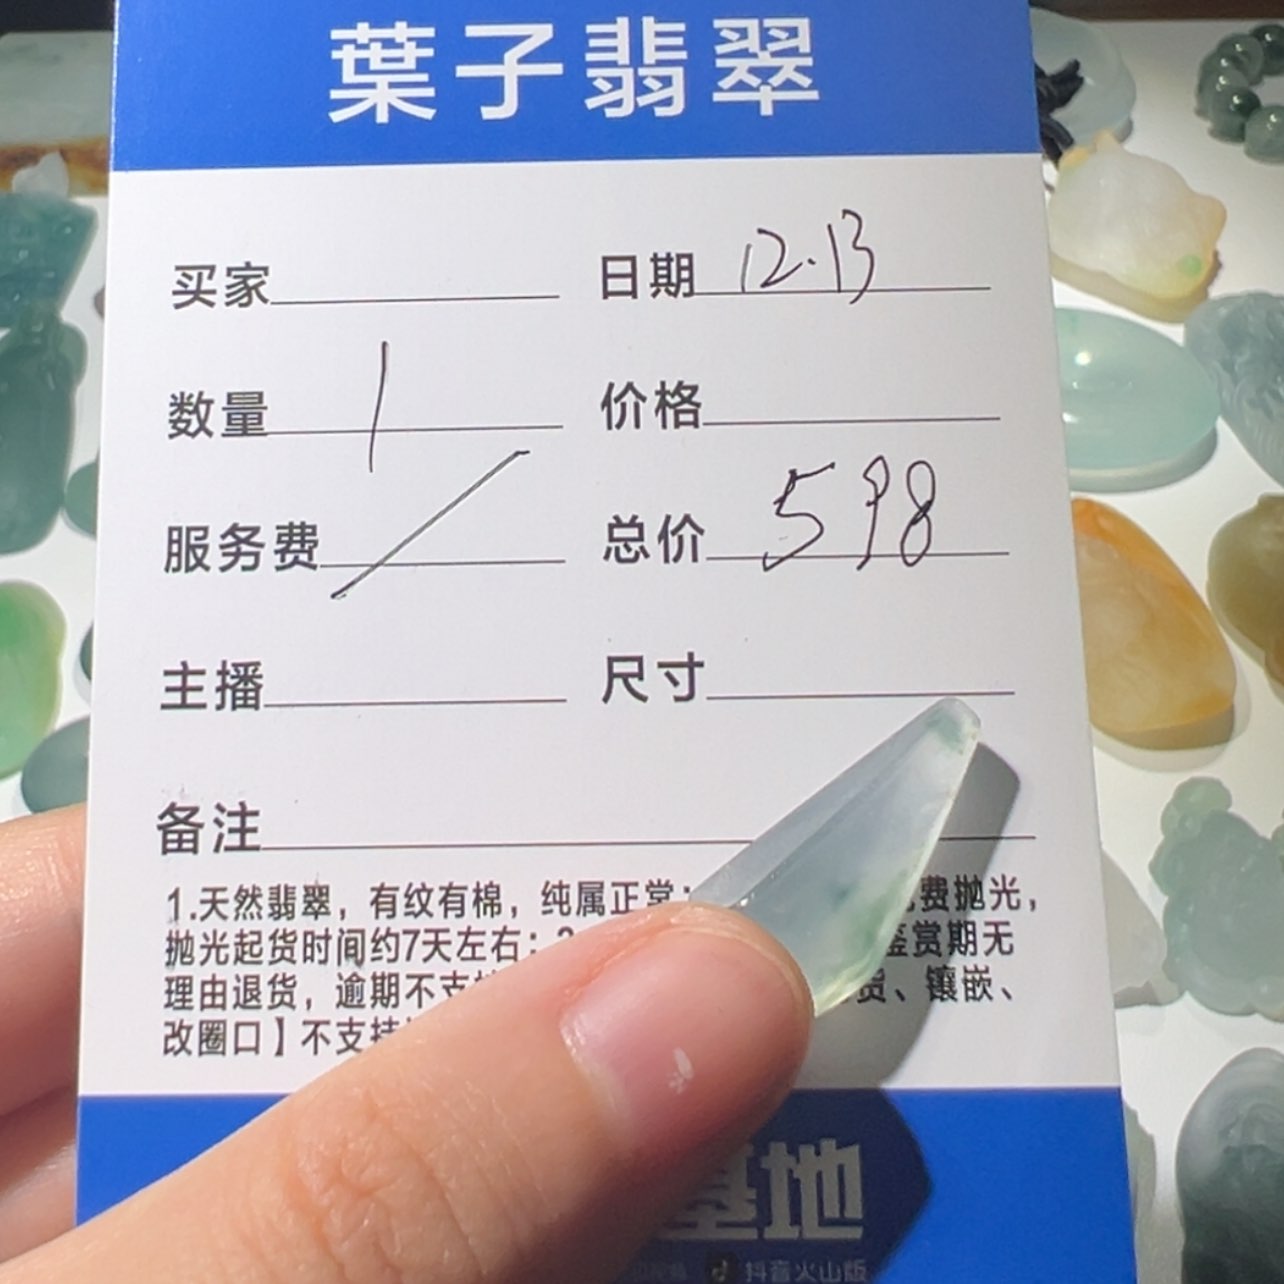 葉子翡翠
买家 日期 12.13
数量 1 价格
服务费 / 总价 598
主播 尺寸
备注
1.天然翡翠，有纹有棉，纯属正常； 费抛光，
抛光起货时间约7天左右； 鉴赏期无
理由退货，逾期不支 货、镶嵌、
改圈口】不支持
基地
抖音火山版